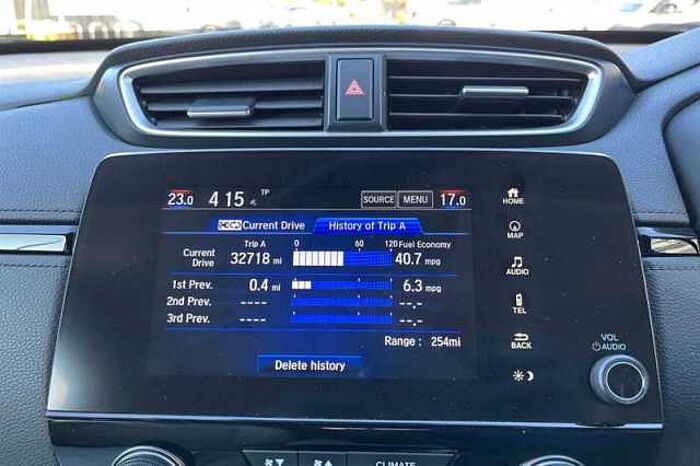 23.0 4 15 TP SOURCE MENU 17.0
Current Drive History of Trip A
Trip A 0 60 120 Fuel Economy
Current Drive 32718 mi 40.7 mpg
1st Prev. 0.4 mi 6.3 mpg
2nd Prev. ---- --.-
3rd Prev. ---- --.-
Range : 254mi
Delete history
HOME
MAP
AUDIO
TEL
BACK
VOL
AUDIO
CLIMATE